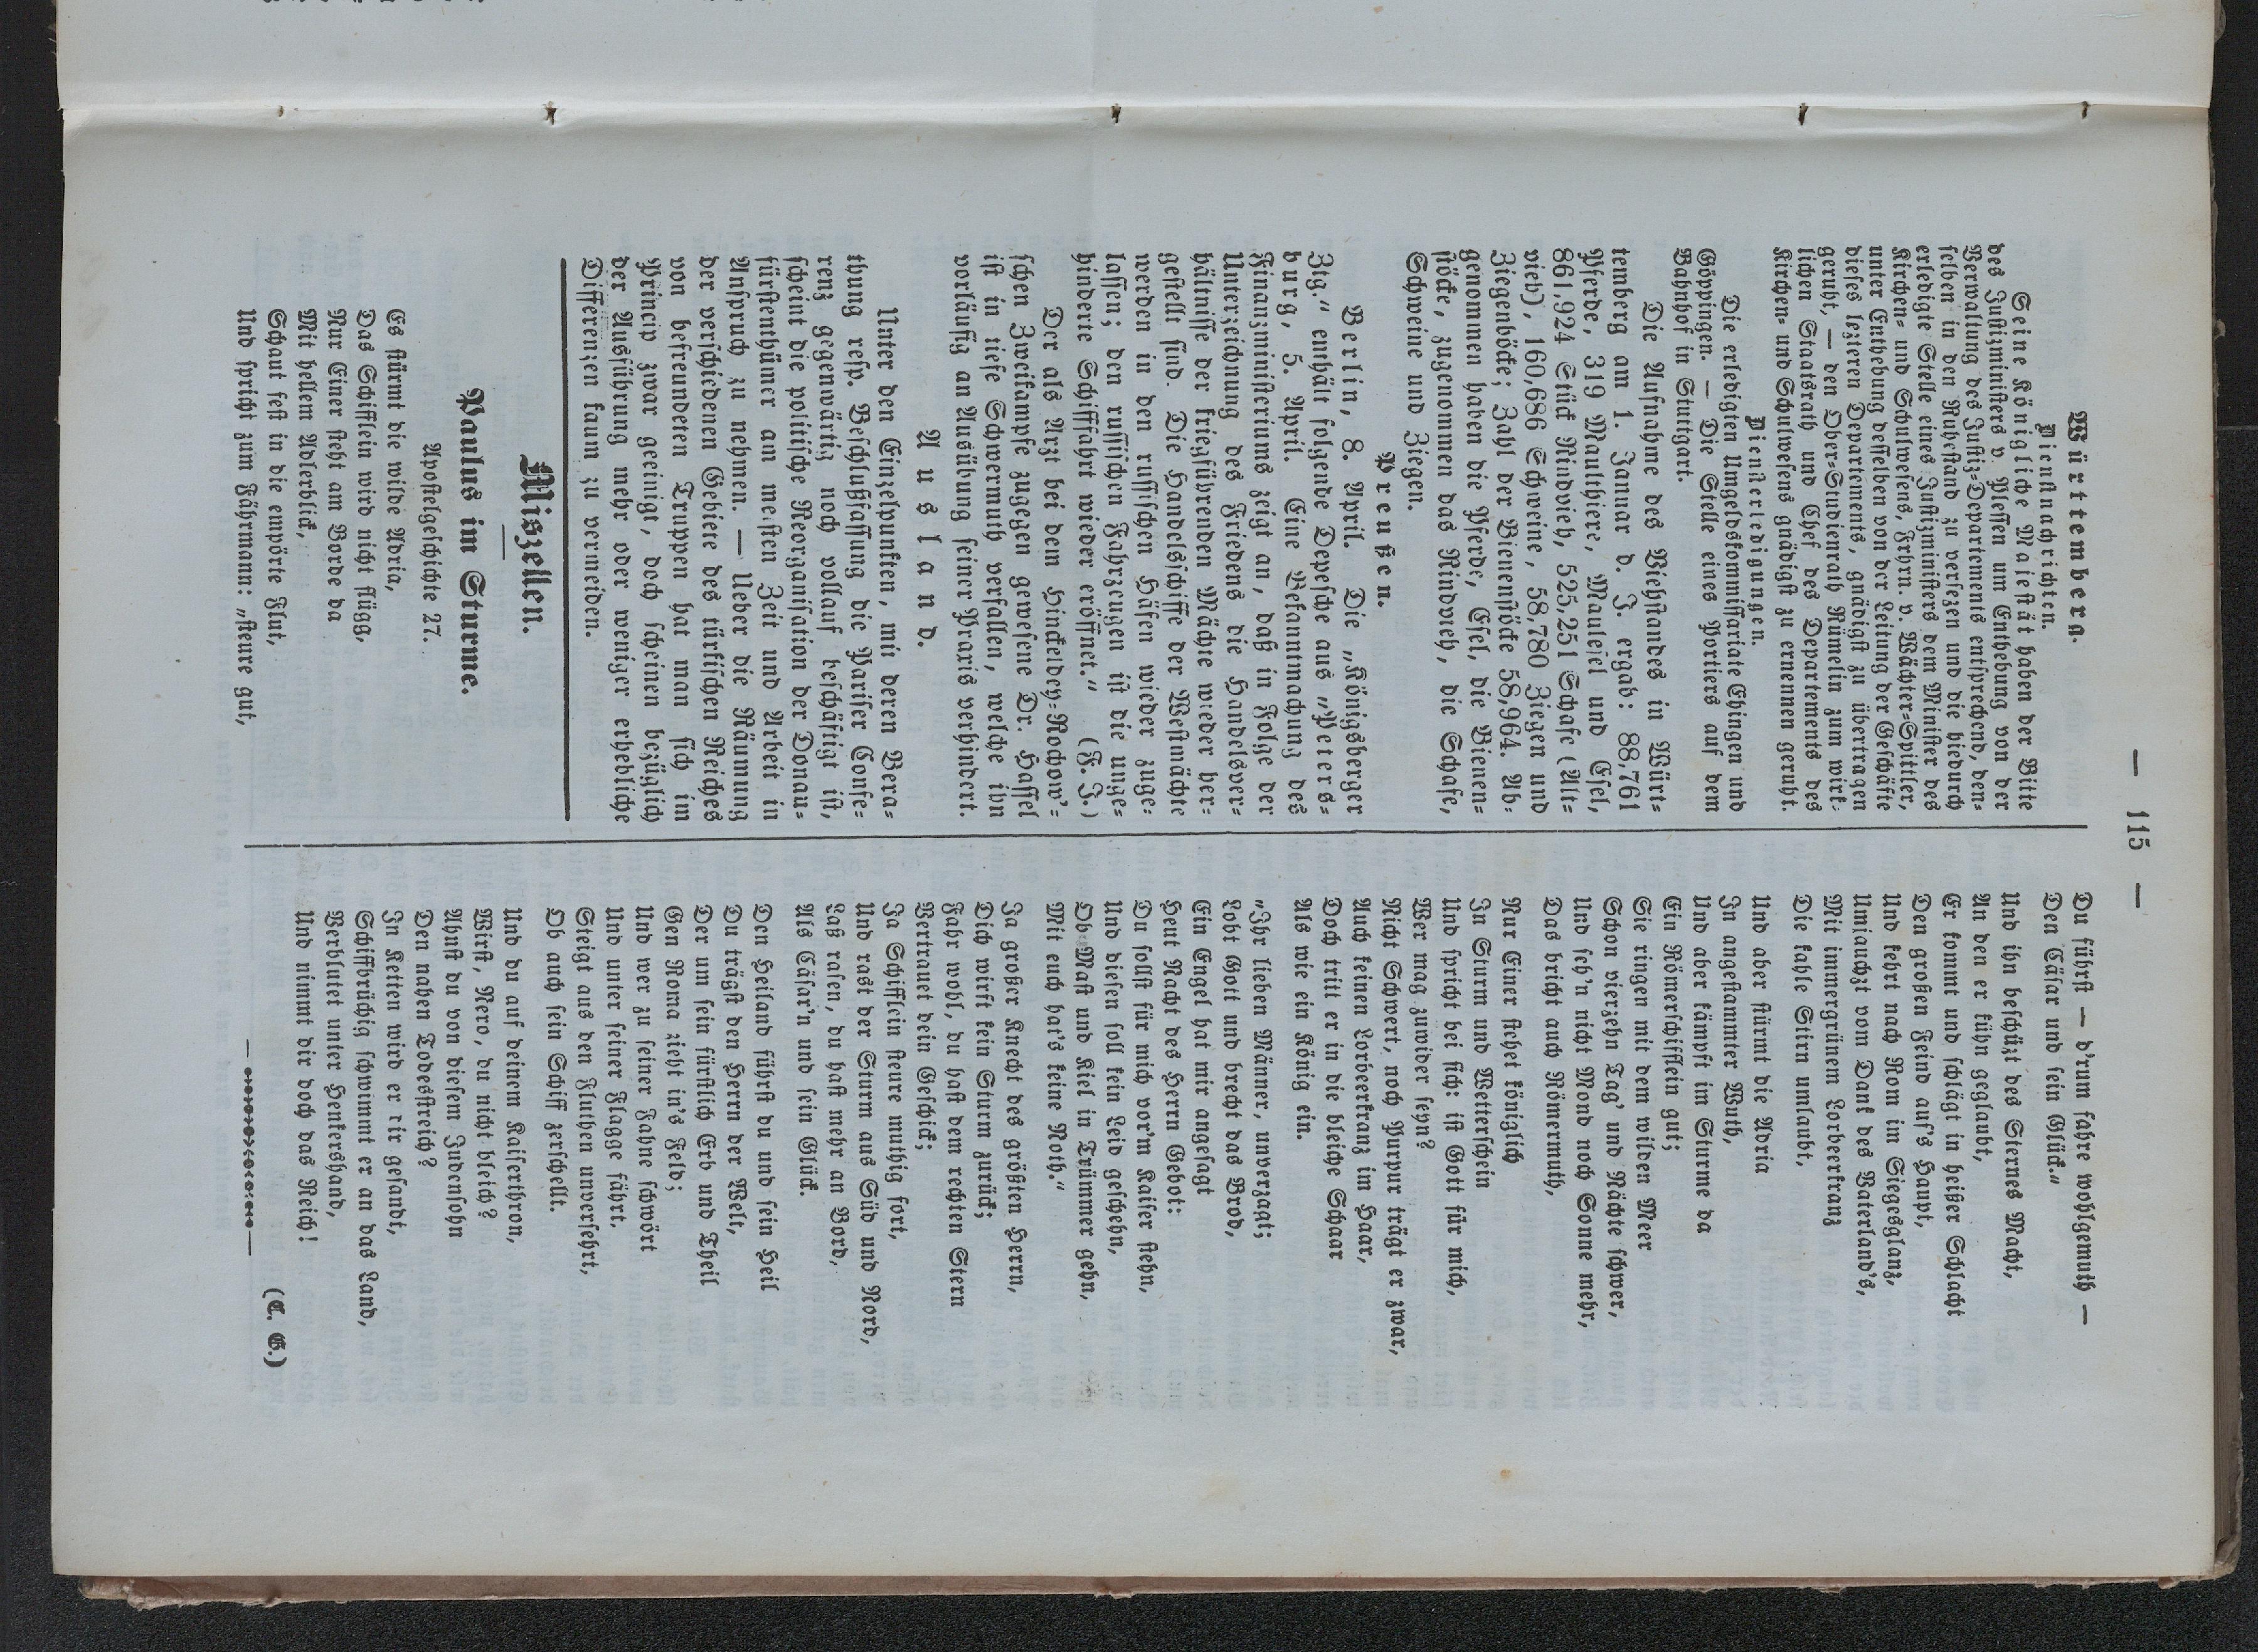 — 115 —
Württemberg.
Dienstnachrichten.
Seine Königliche Majestät haben der Bitte
des Justizministers v. Plessen um Enthebung von der
Verwaltung des Justiz-Departements entsprechend, den-
selben in den Ruhestand zu versezen und die hiedurch
erledigte Stelle eines Justizministers dem Minister des
Kirchen- und Schulwesens, Frhrn. v. Wächter-Spittler,
unter Enthebung desselben von der Leitung der Geschäfte
dieses lezteren Departements, gnädigst zu übertragen
geruht, — den Ober-Studienrath Rümelin zum wirk-
lichen Staatsrath und Chef des Departements des
Kirchen- und Schulwesens gnädigst zu ernennen geruht.
Diensterledigungen.
Die erledigten Umgeldskommissariate Ehingen und
Göppingen. — Die Stelle eines Portiers auf dem
Bahnhof in Stuttgart.
Die Aufnahme des Viehstandes in Würt-
temberg am 1. Januar d. J. ergab: 88,761
Pferde, 319 Maulthiere, Maulesel und Esel,
861,924 Stück Rindvieh, 525,251 Schafe (Alt-
vieh), 160,686 Schweine, 58,780 Ziegen und
Ziegenböcke; Zahl der Bienenstöcke 58,964. Ab-
genommen haben die Pferde, Esel, die Bienen-
stöcke, zugenommen das Rindvieh, die Schafe,
Schweine und Ziegen.
Preußen.
Berlin, 8. April. Die „Königsberger
Ztg.“ enthält folgende Depesche aus „Peters-
burg, 5. April. Eine Bekanntmachung des
Finanzministeriums zeigt an, daß in Folge der
Unterzeichnung des Friedens die Handelsver-
hältnisse der kriegführenden Mächte wieder her-
gestellt sind. Die Handelsschiffe der Westmächte
werden in den russischen Häfen wieder zuge-
lassen; den russischen Fahrzeugen ist die unge-
hinderte Schifffahrt wieder eröffnet.“ (F. J.)
Der als Arzt bei dem Hinckeldey-Rochow'-
schen Zweikampfe zugegen gewesene Dr. Hassel
ist in tiefe Schwermuth verfallen, welche ihn
vorläufig an Ausübung seiner Praxis verhindert.
Ausland.
Unter den Einzelpunkten, mit deren Bera-
thung resp. Beschlußfassung die Pariser Confe-
renz gegenwärtig noch vollauf beschäftigt ist,
scheint die politische Reorganisation der Donau-
fürstenthümer am meisten Zeit und Arbeit in
Anspruch zu nehmen. — Ueber die Räumung
der verschiedenen Gebiete des türkischen Reiches
von befreundeten Truppen hat man sich im
Princip zwar geeinigt, doch scheinen bezüglich
der Ausführung mehr oder weniger erhebliche
Differenzen kaum zu vermeiden.
Miszellen.
Paulus im Sturme.
Apostelgeschichte 27.
Es stürmt die wilde Adria,
Das Schifflein wird nicht flügg,
Nur Einer steht am Borde da
Mit hellem Adlerblick,
Schaut fest in die empörte Flut,
Und spricht zum Fährmann: „steure gut,
Du führst — d'rum fahre wohlgemuth —
Den Cäsar und sein Glück.“
Und ihn beschüzt des Sternes Macht,
An den er kühn geglaubt,
Er kommt und schlägt in heißer Schlacht
Den großen Feind auf's Haupt,
Und kehrt nach Rom im Siegesglanz,
Umjauchzt vom Dank des Vaterland's,
Mit immergrünem Lorbeerkranz
Die kahle Stirn umlaubt,
Und aber stürmt die Adria
In angestammter Wuth,
Und aber kämpft im Sturme da
Ein Römerschifflein gut;
Sie ringen mit dem wilden Meer
Schon vierzehn Tag' und Nächte schwer,
Und seh'n nicht Mond noch Sonne mehr,
Das bricht auch Römermuth,
Nur Einer stehet königlich
In Sturm und Wetterschein
Und spricht bei sich: ist Gott für mich,
Wer mag zuwider seyn?
Nicht Schwert, noch Purpur trägt er zwar,
Auch keinen Lorbeerkranz im Haar,
Doch tritt er in die bleiche Schaar
Als wie ein König ein.
„Ihr lieben Männer, unverzagt;
Lobt Gott und brecht das Brod,
Ein Engel hat mir angesagt
Heut Nacht des Herrn Gebot::
Du sollt für mich vor'm Kaiser stehn,
Und diesen soll kein Leid geschehn,
Ob Mast und Kiel in Trümmer gehn,
Mit euch hat's keine Noth.“
Ja großer Knecht des größten Herrn,
Dich wirft kein Sturm zurück;
Fahr wohl, du hast dem rechten Stern
Vertrauet dein Geschick;
Ja Schifflein steure muthig fort,
Und rast der Sturm aus Süd und Nord,
Laß rasen, du hast mehr an Bord,
Als Cäsar'n und sein Glück.
Den Heiland führst du und sein Heil
Du trägst den Herrn der Welt,
Der um sein fürstlich Erb und Theil
Gen Roma zieht in's Feld;
Und wer zu seiner Fahne schwört
Und unter seiner Flagge fährt,
Steigt aus den Fluthen unversehrt,
Ob auch sein Schiff zerschellt.
Und du auf deinem Kaiserthron,
Wirst, Nero, du nicht bleich?
Ahnst du von diesem Judensohn
Den nahen Todesstreich?
In Ketten wird er dir gesandt,
Schiffbrüchig schwimmt er an das Land,
Verblutet unter Henkershand,
Und nimmt dir doch das Reich!
(C. G.)